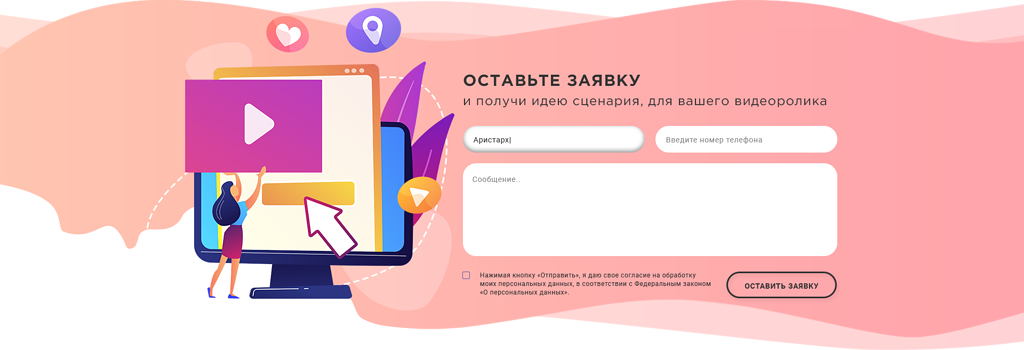 ОСТАВЬТЕ ЗАЯВКУ
и получи идею сценария, для вашего видеоролика
Аристарх
Введите номер телефона
Сообщение..
Нажимая кнопку «Отправить», я даю свое согласие на обработку
моих персональных данных, в соответствии с Федеральным законом
«О персональных данных».
ОСТАВИТЬ ЗАЯВКУ